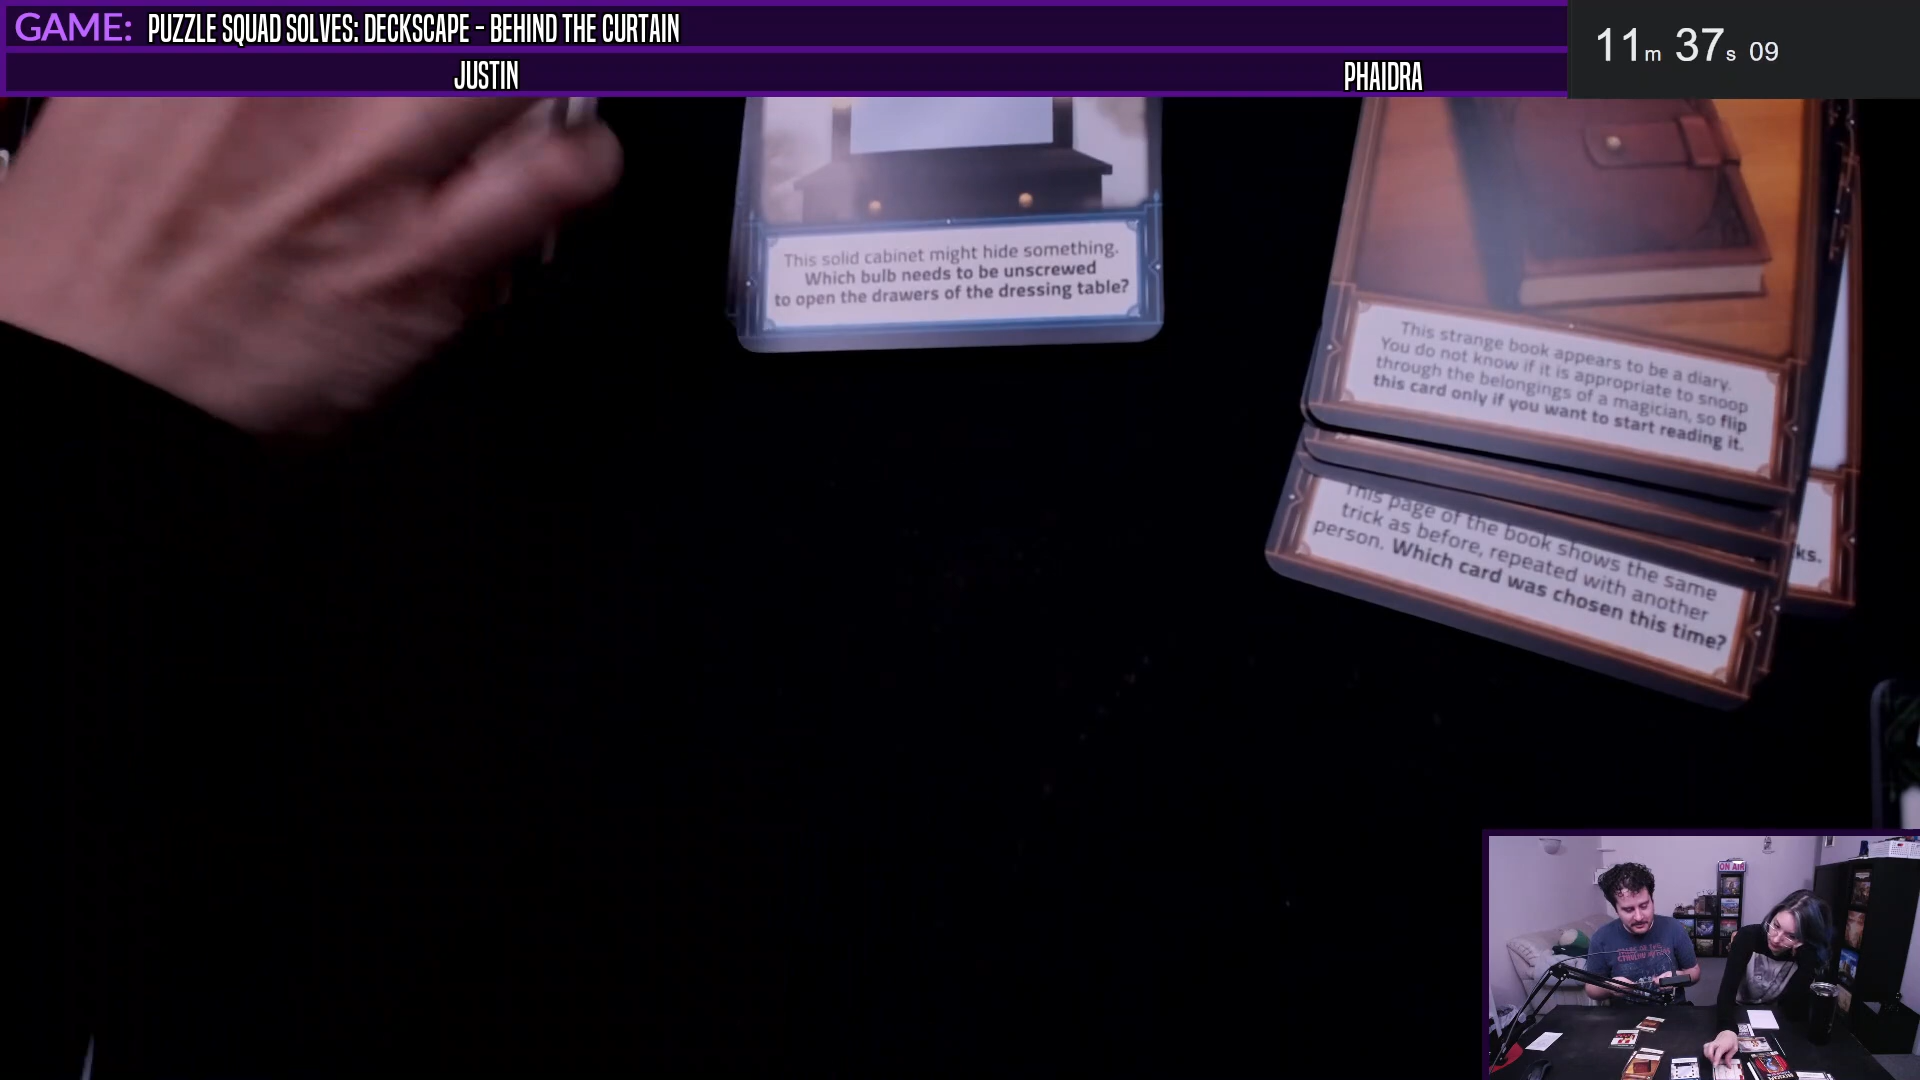 GAME: PUZZLE SQUAD SOLVES: DECKSCAPE - BEHIND THE CURTAIN
11m 37s 09
JUSTIN
PHAIDRA
This solid cabinet might hide something.
Which bulb needs to be unscrewed
to open the drawers of the dressing table?
This strange book appears to be a diary.
You do not know if it is appropriate to snoop
through the belongings of a magician, so flip
this card only if you want to start reading it.
This page of the book shows the same
trick as before, repeated with another
person. Which card was chosen this time?
ks.
ON AIR